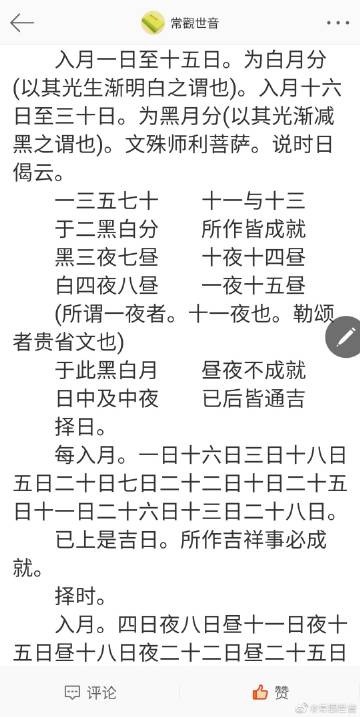 常觀世音
入月一日至十五日。为白月分
(以其光生渐明白之谓也)。入月十六
日至三十日。为黑月分(以其光渐减
黑之谓也)。文殊师利菩萨。说时日
偈云。
一三五七十 十一与十三
于二黑白分 所作皆成就
黑三夜七昼 十夜十四昼
白四夜八昼 一夜十五昼
(所谓一夜者。十一夜也。勒颂
者贵省文也)
于此黑白月 昼夜不成就
日中及中夜 已后皆通吉
择日。
每入月。一日十六日三日十八日
五日二十日七日二十二日十日二十五
日十一日二十六日十三日二十八日。
已上是吉日。所作吉祥事必成
就。
择时。
入月。四日夜八日昼十一日夜十
五日昼十八日夜二十二日昼二十五日
评论 赞
@常觀世音